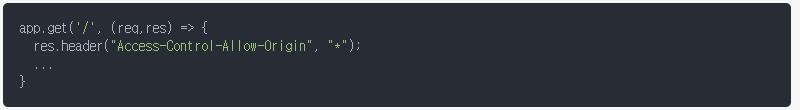 app.get('/', (req,res) => {
  res.header("Access-Control-Allow-Origin", "*");
  ...
}